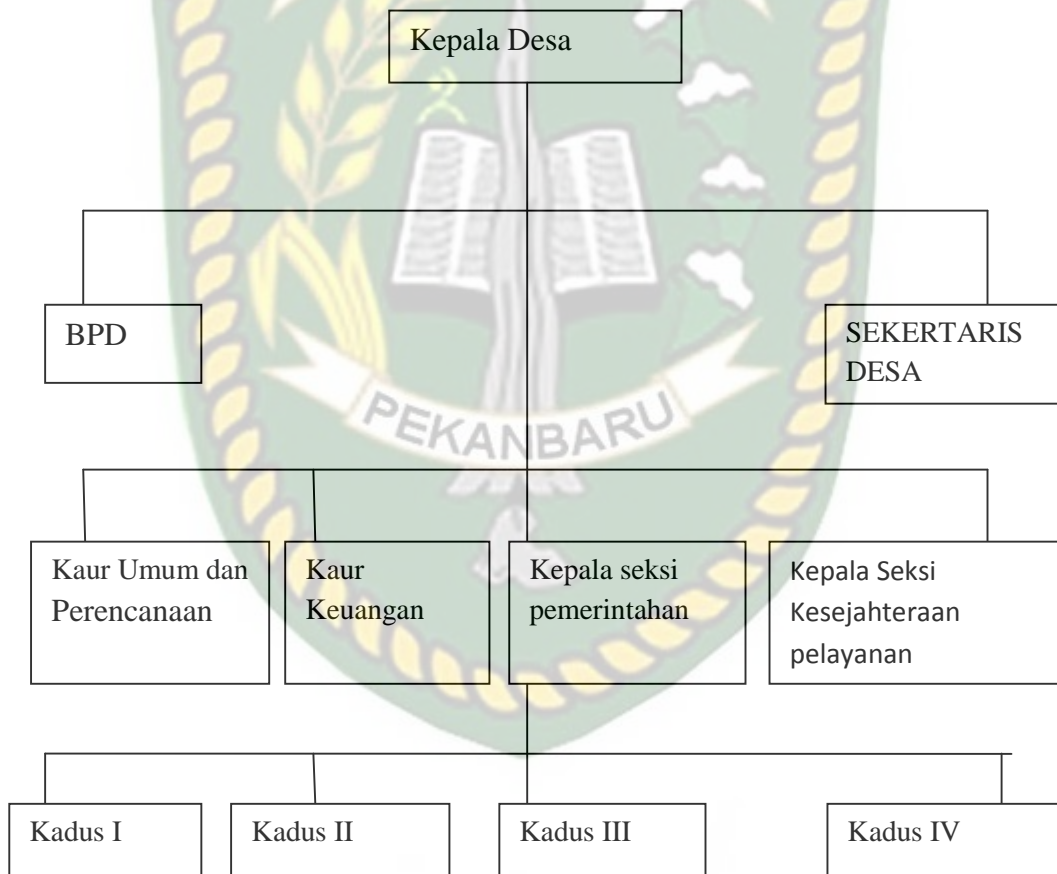 Kepala Desa
BPD
SEKERTARIS
DESA
PEKANBARU
Kaur Umum dan
Perencanaan
Kaur
Keuangan
Kepala seksi
pemerintahan
Kepala Seksi
Kesejahteraan
pelayanan
Kadus I
Kadus II
Kadus III
Kadus IV